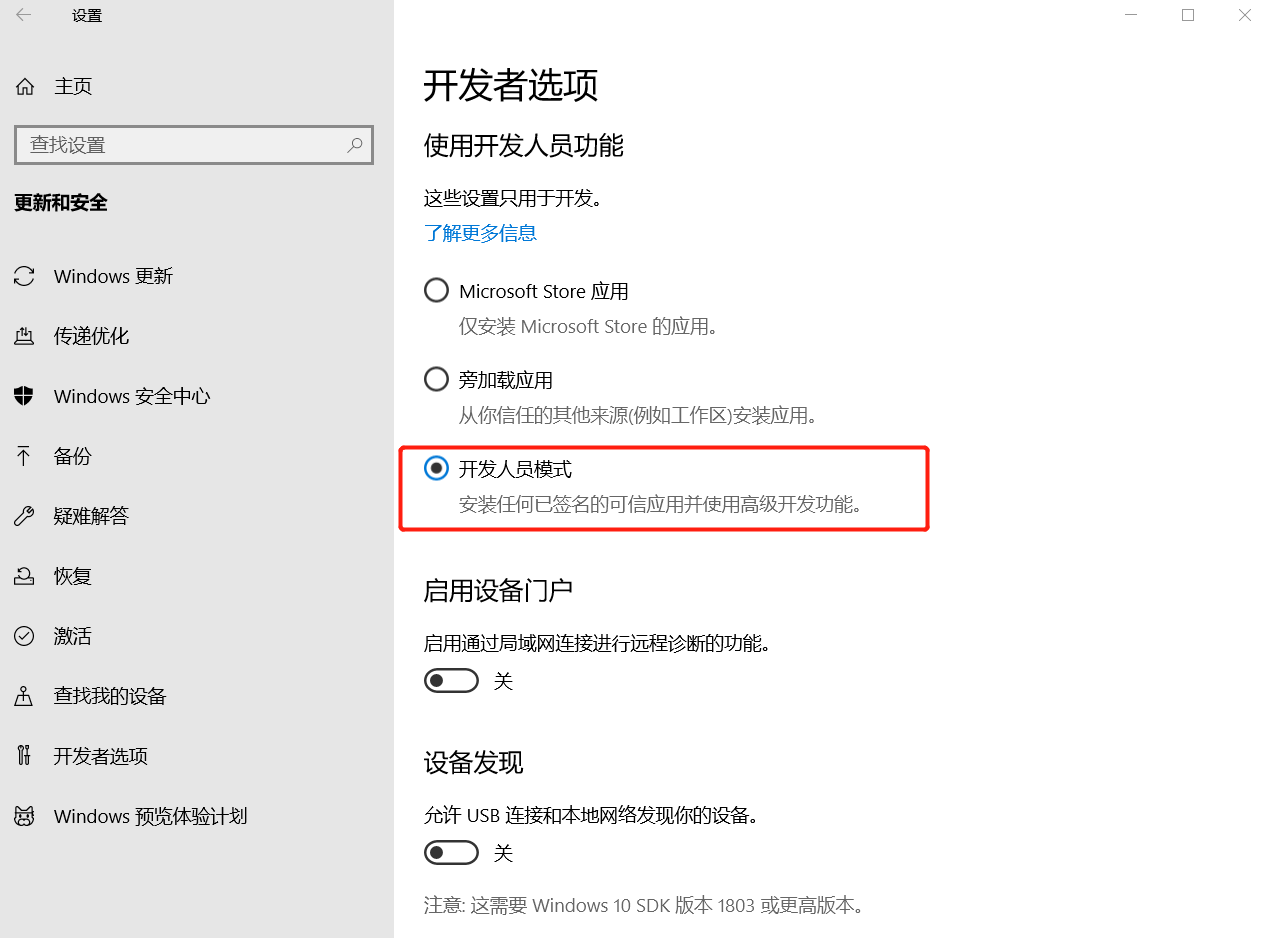 设置
主页
查找设置
更新和安全
Windows 更新
传递优化
Windows 安全中心
备份
疑难解答
恢复
激活
查找我的设备
开发者选项
Windows 预览体验计划
开发者选项
使用开发人员功能
这些设置只用于开发。
了解更多信息
Microsoft Store 应用
仅安装 Microsoft Store 的应用。
旁加载应用
从你信任的其他来源(例如工作区)安装应用。
开发人员模式
安装任何已签名的可信应用并使用高级开发功能。
启用设备门户
启用通过局域网连接进行远程诊断的功能。
关
设备发现
允许 USB 连接和本地网络发现你的设备。
关
注意: 这需要 Windows 10 SDK 版本 1803 或更高版本。